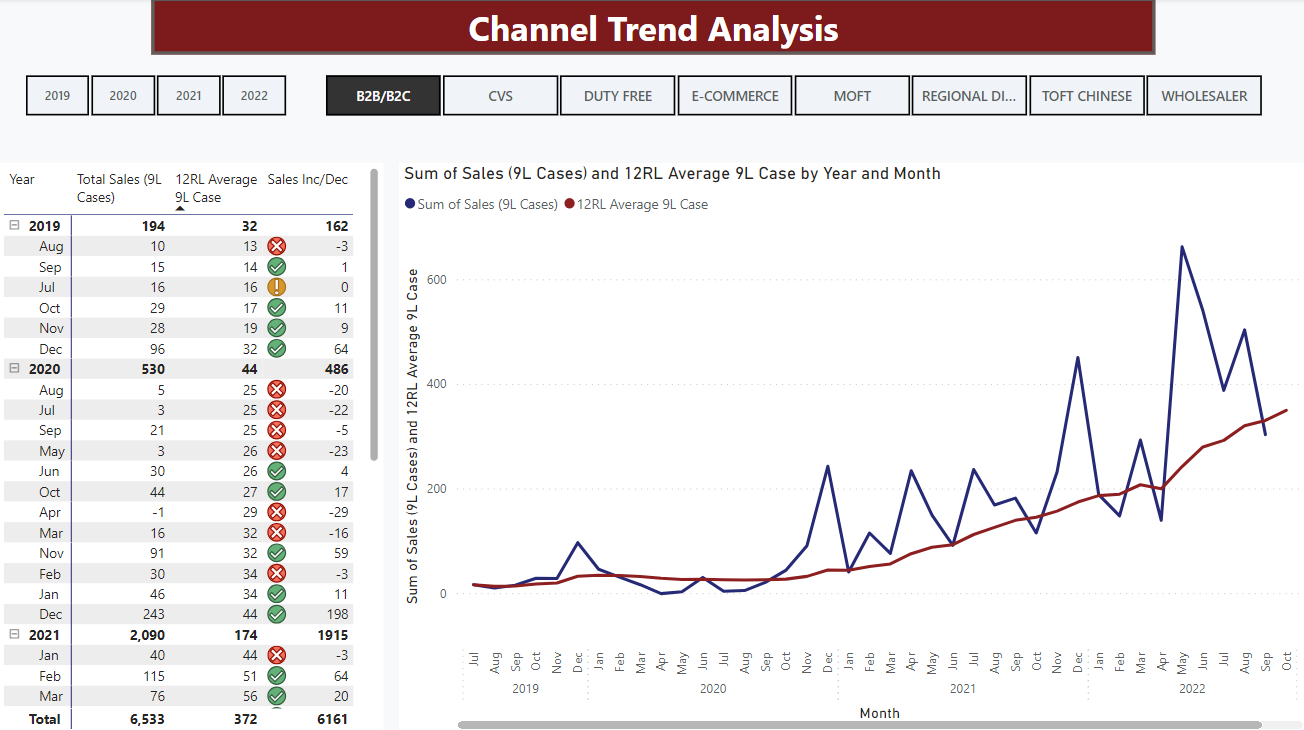 Channel Trend Analysis
2019 2020 2021 2022 B2B/B2C CVS DUTY FREE E-COMMERCE MOFT REGIONAL DI... TOFT CHINESE WHOLESALER
Year Total Sales (9L Cases) 12RL Average 9L Case Sales Inc/Dec
2019 194 32 162
Aug 10 13 -3
Sep 15 14 1
Jul 16 16 0
Oct 29 17 11
Nov 28 19 9
Dec 96 32 64
2020 530 44 486
Aug 5 25 -20
Jul 3 25 -22
Sep 21 25 -5
May 3 26 -23
Jun 30 26 4
Oct 44 27 17
Apr -1 29 -29
Mar 16 32 -16
Nov 91 32 59
Feb 30 34 -3
Jan 46 34 11
Dec 243 44 198
2021 2,090 174 1915
Jan 40 44 -3
Feb 115 51 64
Mar 76 56 20
Total 6,533 372 6161
Sum of Sales (9L Cases) and 12RL Average 9L Case by Year and Month
Sum of Sales (9L Cases) 12RL Average 9L Case
Sum of Sales (9L Cases) and 12RL Average 9L Case
600
400
200
0
Jul Aug Sep Oct Nov Dec Jan Feb Mar Apr May Jun Jul Aug Sep Oct Nov Dec Jan Feb Mar Apr May Jun Jul Aug Sep Oct Nov Dec Jan Feb Mar Apr May Jun Jul Aug Sep Oct
2019 2020 2021 2022
Month